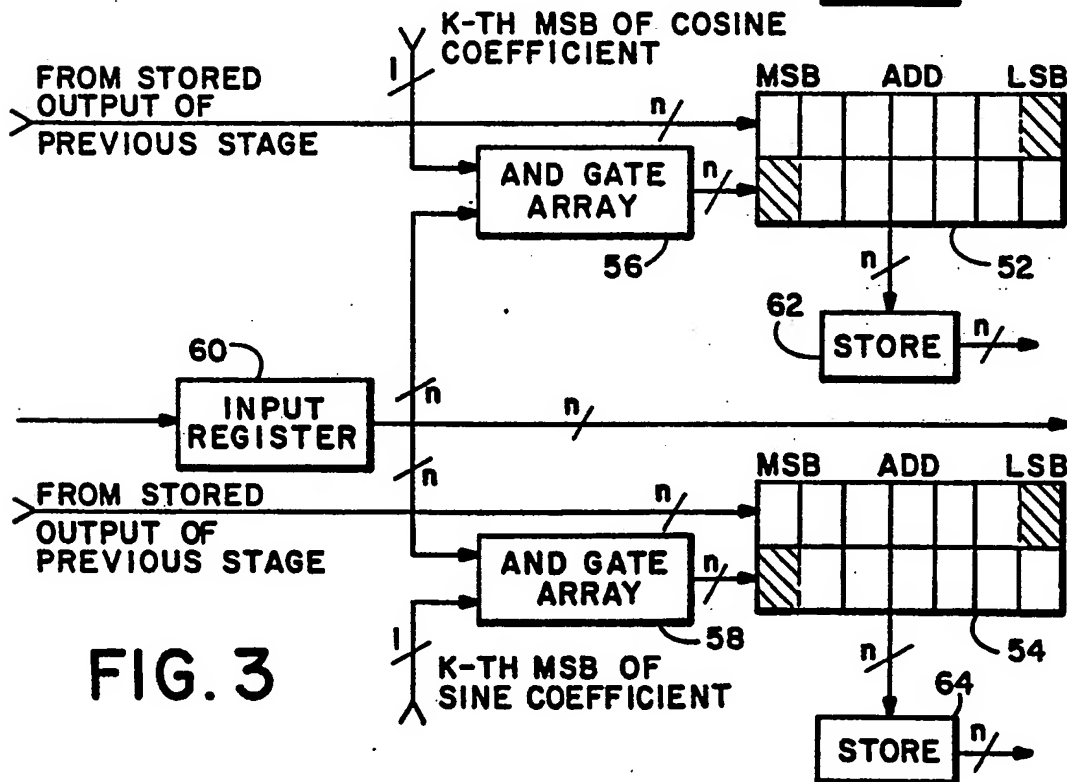 K-TH MSB OF COSINE
COEFFICIENT
1
FROM STORED
OUTPUT OF
PREVIOUS STAGE
n
MSB ADD LSB
AND GATE
ARRAY
n
56
52
n
62
STORE
n
60
INPUT
REGISTER
n
n
n
FROM STORED
OUTPUT OF
PREVIOUS STAGE
n
MSB ADD LSB
AND GATE
ARRAY
n
58
54
1
K-TH MSB OF
SINE COEFFICIENT
n
64
STORE
n
FIG. 3